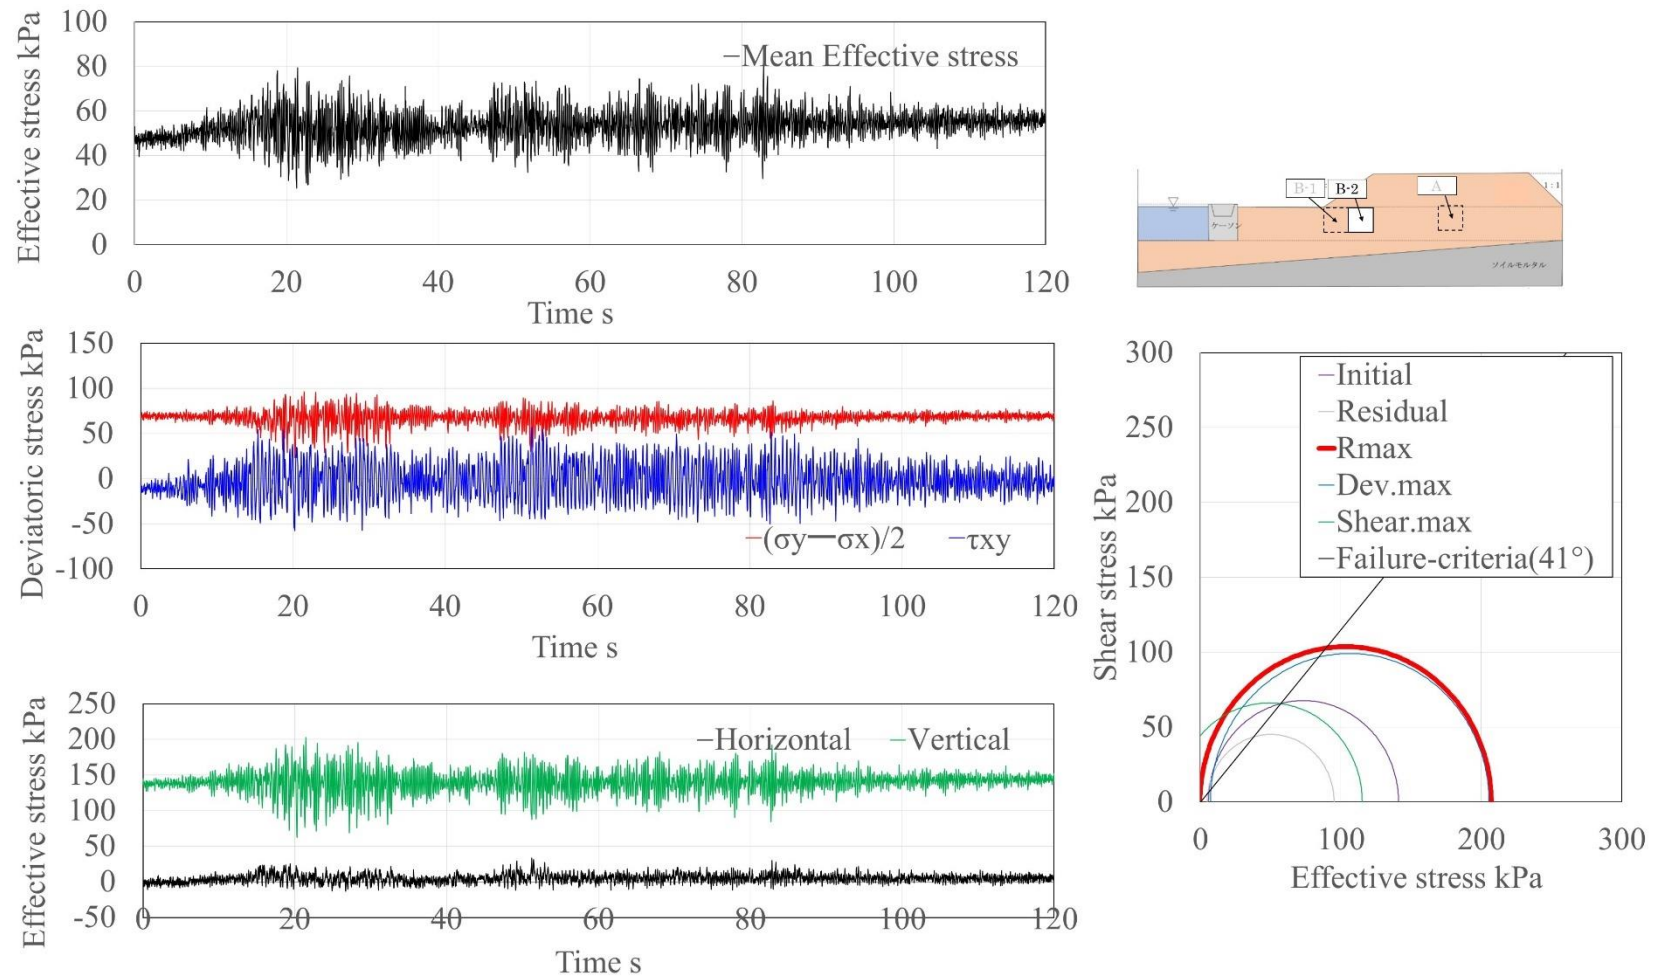 100
80
60
40
20
0
Effective stress kPa
Mean Effective stress
0 20 40 60 80 100 120
Time s
150
100
50
0
-50
-100
Deviatoric stress kPa
(σy—σx)/2 τxy
0 20 40 60 80 100 120
Time s
250
200
150
100
50
0
-50
Effective stress kPa
Horizontal Vertical
0 20 40 60 80 100 120
Time s
B-1 B-2 A
1:1
ケーソン
ソイルモルタル
300
250
200
150
100
50
0
Shear stress kPa
Initial
Residual
Rmax
Dev.max
Shear.max
Failure-criteria(41°)
0 100 200 300
Effective stress kPa